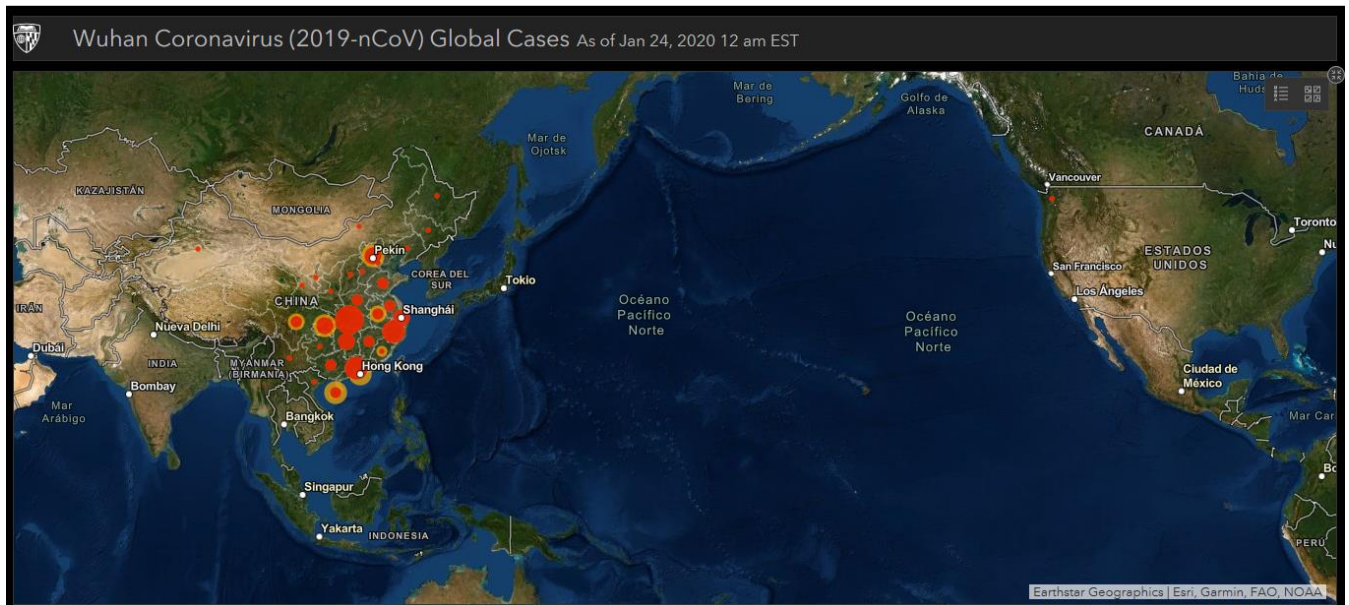 Wuhan Coronavirus (2019-nCoV) Global Cases As of Jan 24, 2020 12 am EST
Bahía de
Mar de
Bering
Golfo de
Alaska
CANADÁ
Mar de
Ojotsk
Vancouver
KAZAJISTÁN
MONGOLIA
Toronto
Pekín
ESTADOS
UNIDOS
COREA DEL
SUR
Tokio
San Francisco
Los Ángeles
CHINA
Océano
Pacífico
Norte
Shanghái
IRÁN
Océano
Pacífico
Norte
Nueva Delhi
Dubái
INDIA
MYANMAR
(BIRMANIA)
Hong Kong
Ciudad de
México
Bombay
Mar
Arábigo
Bangkok
Mar Car
Singapur
Yakarta
INDONESIA
PERÚ
Earthstar Geographics | Esri, Garmin, FAO, NOAA